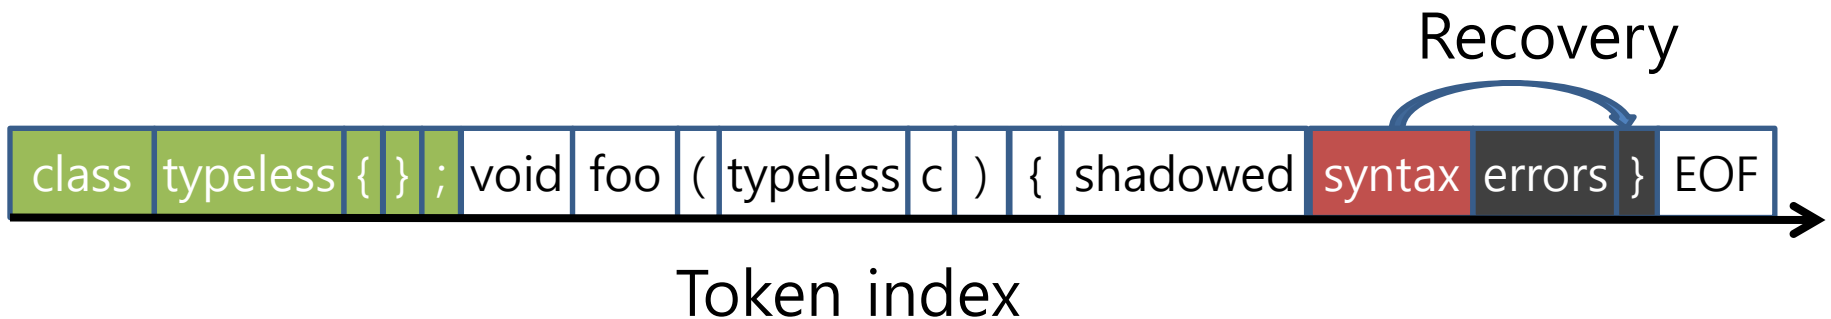 Recovery
class typeless { } ; void foo ( typeless c ) { shadowed syntax errors } EOF
Token index